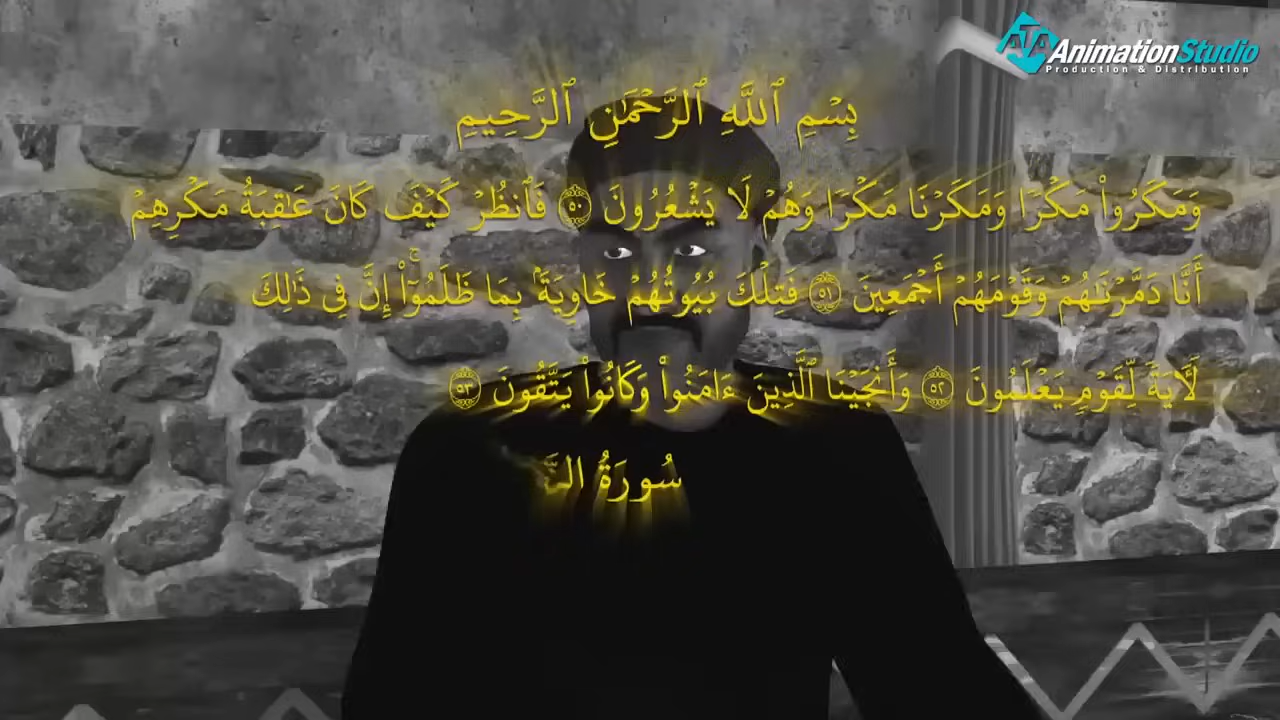 AJA AnimationStudio
Production & Distribution
بِسۡمِ ٱللَّهِ ٱلرَّحۡمَٰنِ ٱلرَّحِيمِ
وَمَكَرُواْ مَكۡرٗا وَمَكَرۡنَا مَكۡرٗا وَهُمۡ لَا يَشۡعُرُونَ ٥٠ فَٱنظُرۡ كَيۡفَ كَانَ عَٰقِبَةُ مَكۡرِهِمۡ
أَنَّا دَمَّرۡنَٰهُمۡ وَقَوۡمَهُمۡ أَجۡمَعِينَ ٥١ فَتِلۡكَ بُيُوتُهُمۡ خَاوِيَةَۢ بِمَا ظَلَمُوٓاْۚ إِنَّ فِي ذَٰلِكَ
لَأٓيَةٗ لِّقَوۡمٖ يَعۡلَمُونَ ٥٢ وَأَنجَيۡنَا ٱلَّذِينَ ءَامَنُواْ وَكَانُواْ يَتَّقُونَ ٥٣
سُورَةُ